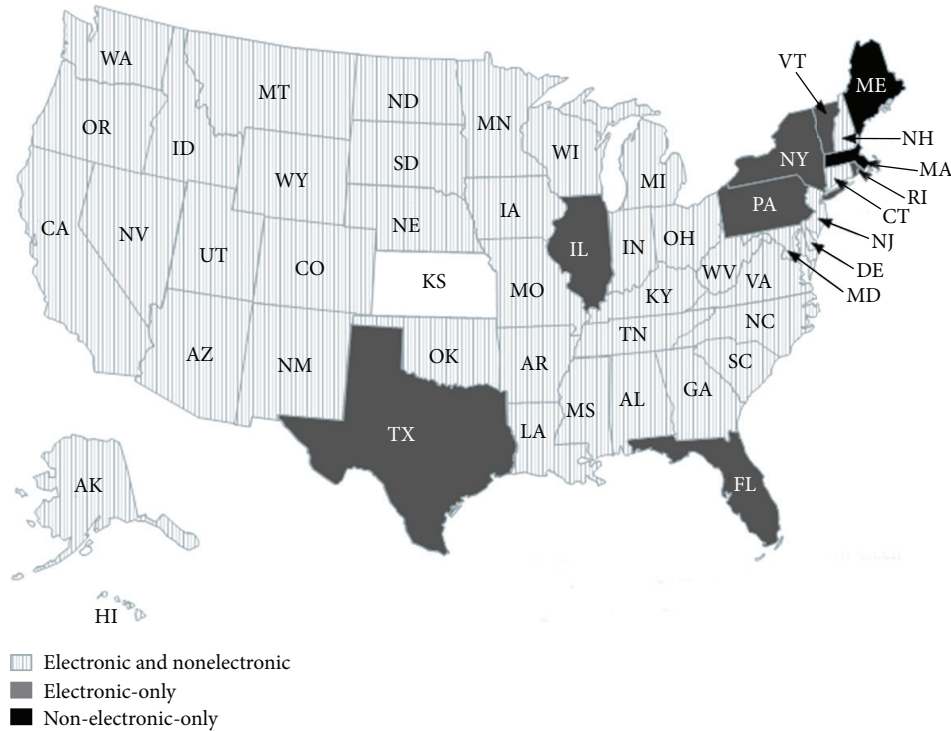 WA
MT
ND
MN
VT
ME
OR
ID
WY
SD
WI
MI
NY
NH
MA
RI
CT
CA
NV
UT
CO
NE
IA
IL
IN
OH
PA
NJ
DE
MD
KS
MO
KY
WV
VA
AZ
NM
OK
AR
TN
NC
SC
TX
LA
MS
AL
GA
FL
AK
HI
Electronic and nonelectronic
Electronic-only
Non-electronic-only